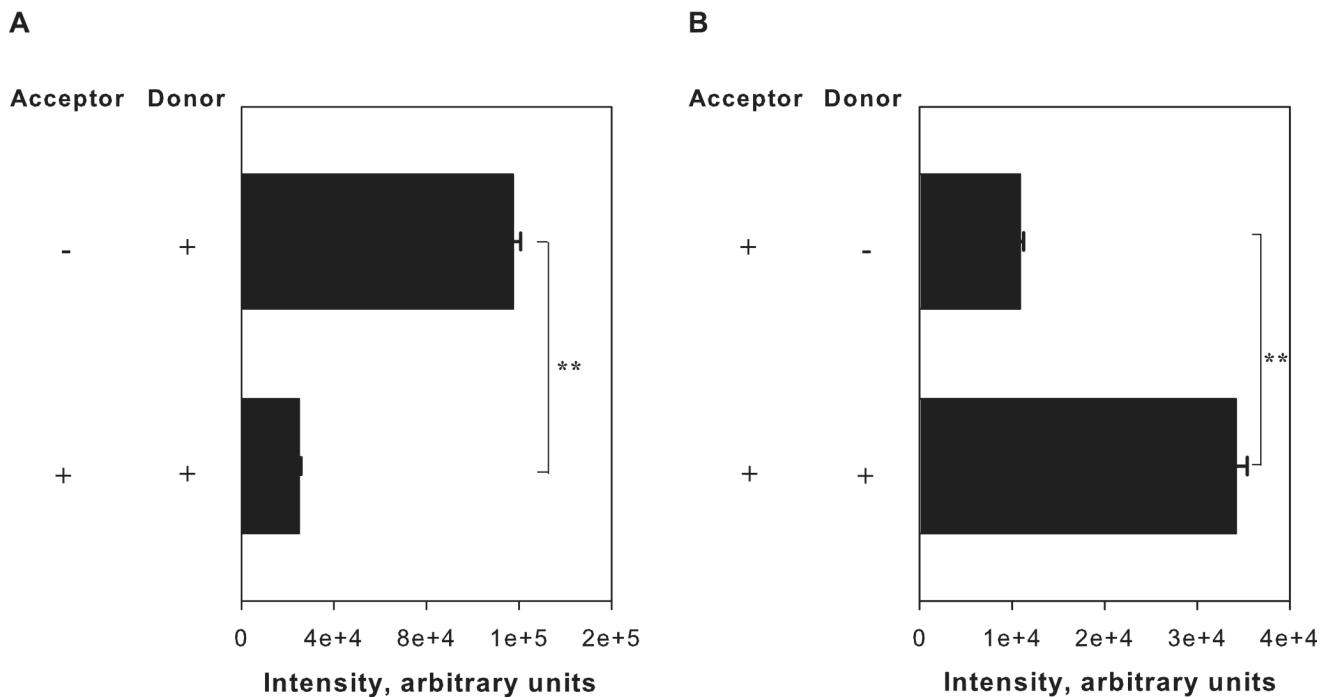 A
B
Acceptor Donor
Acceptor Donor
- +
+ -
**
**
+ +
+ +
0 4e+4 8e+4 1e+5 2e+5
0 1e+4 2e+4 3e+4 4e+4
Intensity, arbitrary units
Intensity, arbitrary units